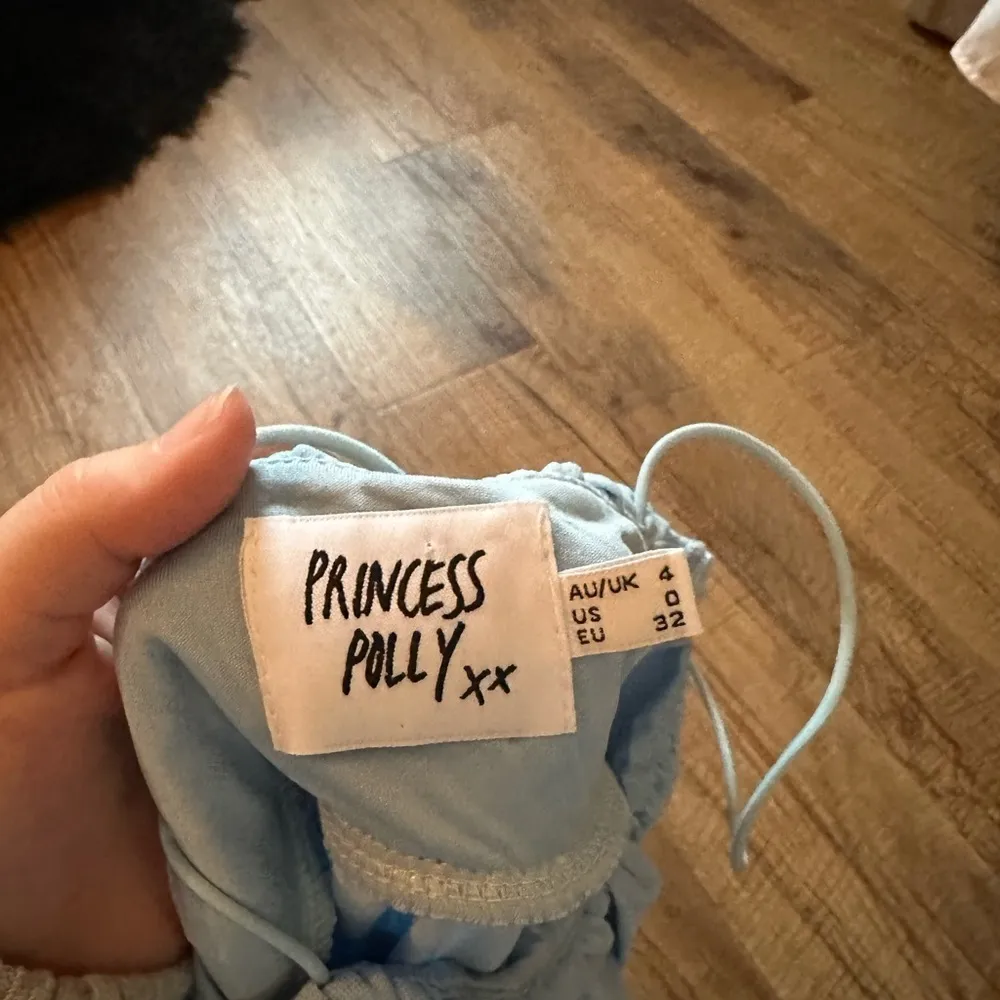 PRINCESS
POLLY xx
AU/UK 4
US 0
EU 32